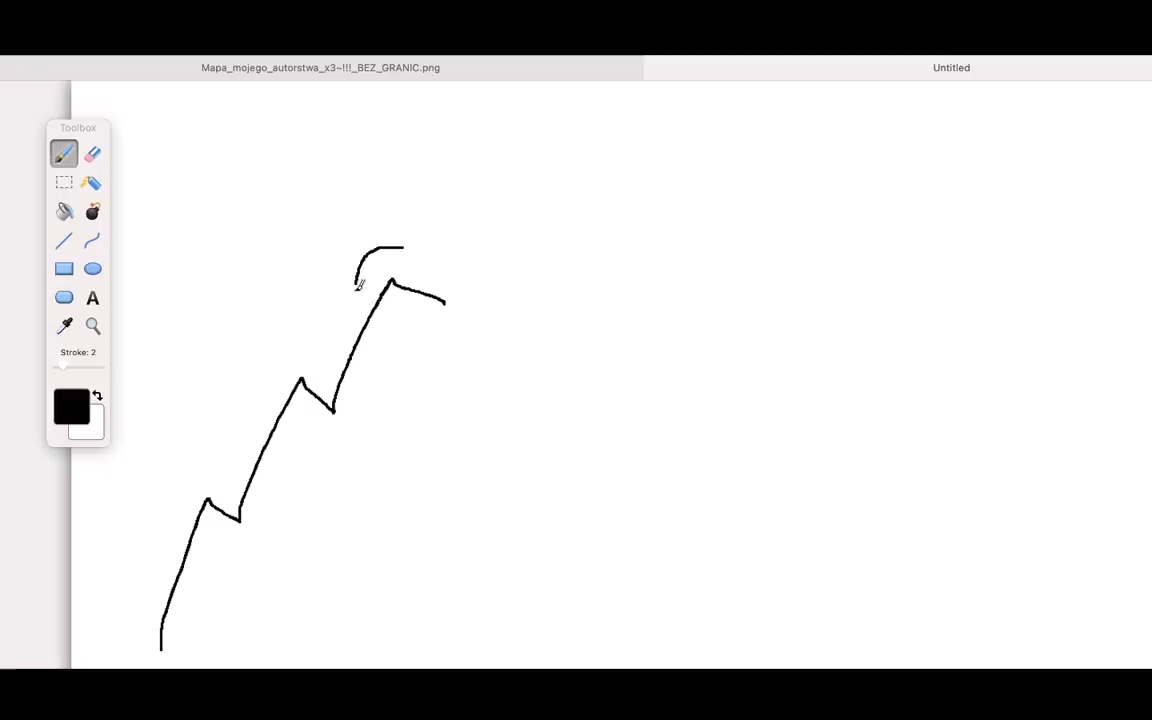 Mapa_mojego_autorstwa_x3~!!!_BEZ_GRANIC.png
Untitled
Toolbox
A
Stroke: 2